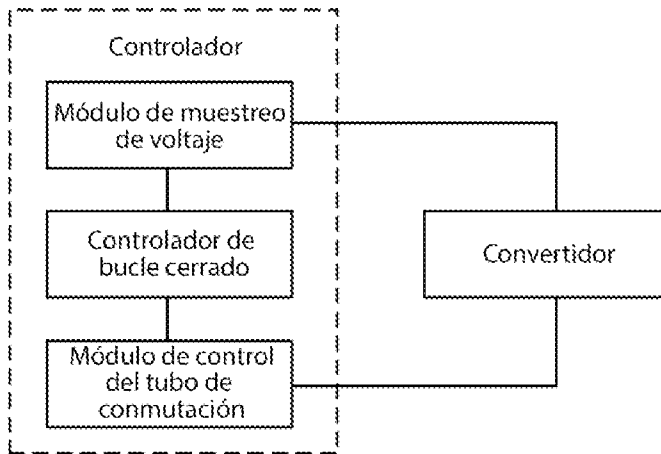 Controlador
Módulo de muestreo
de voltaje
Controlador de
bucle cerrado
Convertidor
Módulo de control
del tubo de
conmutación